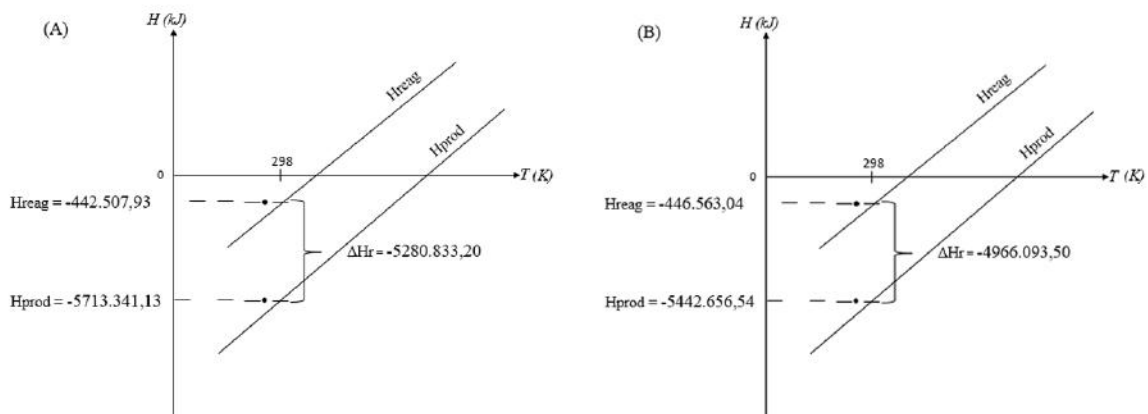 (A)
H (kJ)
Hreag
Hprod
298
0
T (K)
Hreag = -442.507,93
ΔHr = -5280.833,20
Hprod = -5713.341,13
(B)
H (kJ)
Hreag
Hprod
298
0
T (K)
Hreag = -446.563,04
ΔHr = -4966.093,50
Hprod = -5442.656,54